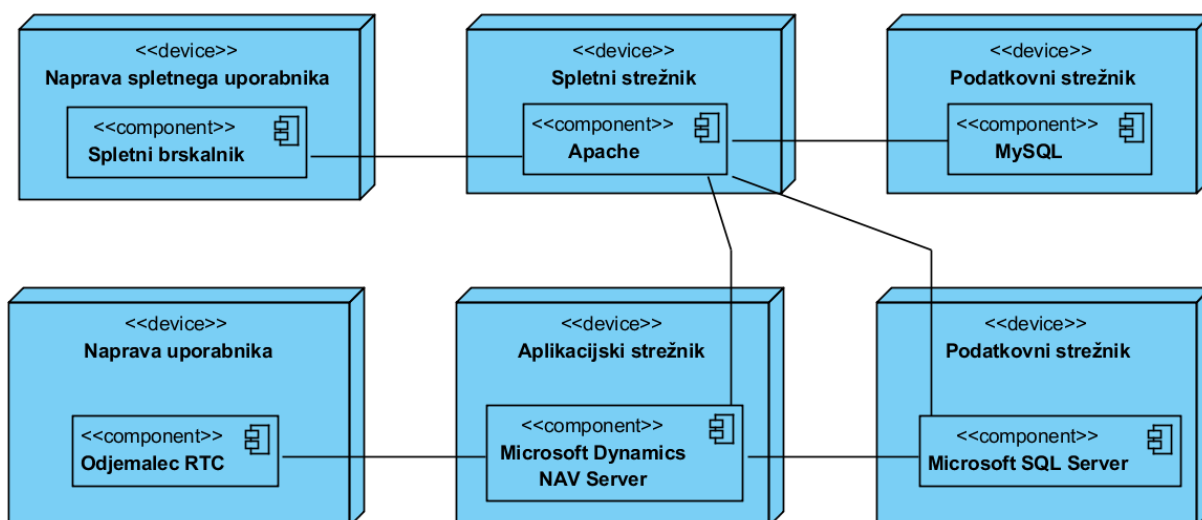 <<device>>
Naprava spletnega uporabnika
<<component>>
Spletni brskalnik
<<device>>
Spletni strežnik
<<component>>
Apache
<<device>>
Podatkovni strežnik
<<component>>
MySQL
<<device>>
Naprava uporabnika
<<component>>
Odjemalec RTC
<<device>>
Aplikacijski strežnik
<<component>>
Microsoft Dynamics
NAV Server
<<device>>
Podatkovni strežnik
<<component>>
Microsoft SQL Server